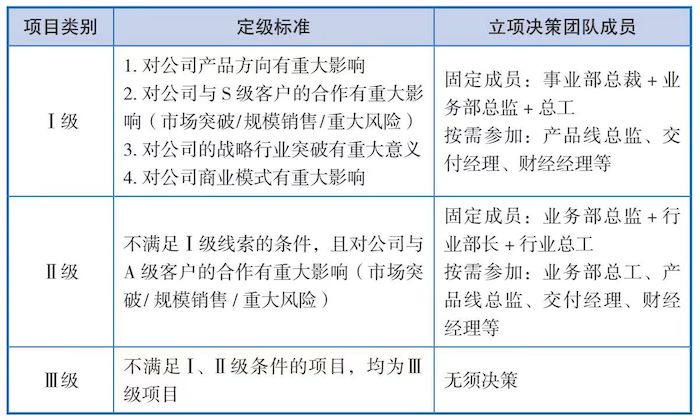 项目类别
定级标准
立项决策团队成员
Ⅰ级
1. 对公司产品方向有重大影响
2. 对公司与S级客户的合作有重大影
响（市场突破/规模销售/重大风险）
3. 对公司的战略行业突破有重大意义
4. 对公司商业模式有重大影响
固定成员：事业部总裁+业
务部总监+总工
按需参加：产品线总监、交
付经理、财经经理等
Ⅱ级
不满足Ⅰ级线索的条件，且对公司与
A级客户的合作有重大影响（市场突
破/规模销售/重大风险）
固定成员：业务部总监+行
业部长+行业总工
按需参加：业务部总工、产
品线总监、交付经理、财经
经理等
Ⅲ级
不满足Ⅰ、Ⅱ级条件的项目，均为Ⅲ
级项目
无须决策